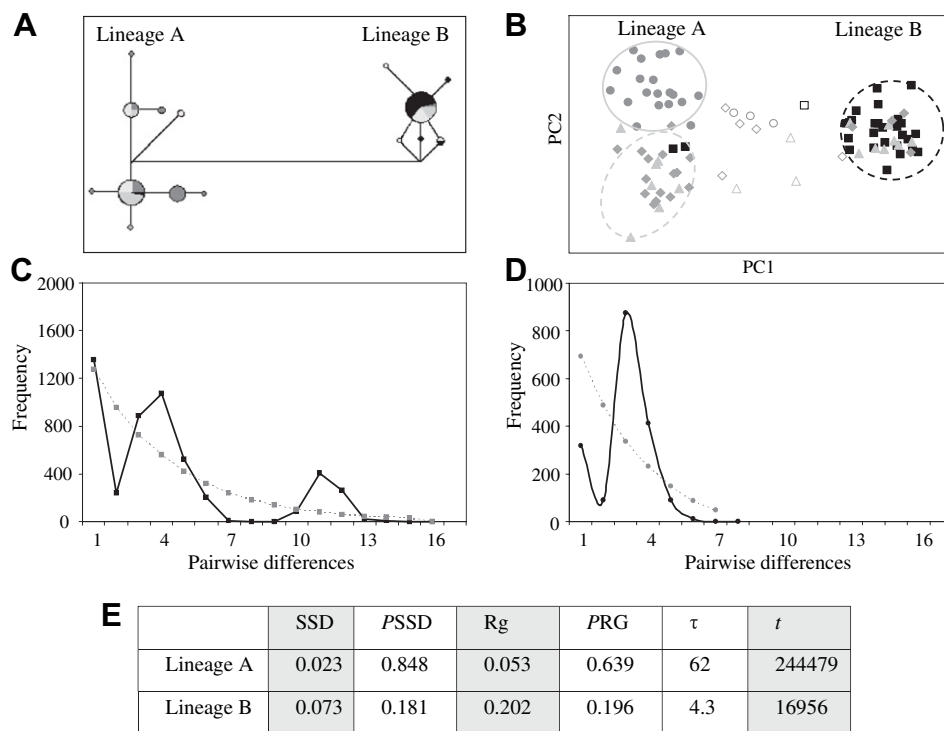 A
Lineage A
Lineage B
B
Lineage A
Lineage B
PC2
PC1
C
2000
1600
1200
800
400
0
Frequency
1
4
7
10
13
16
Pairwise differences
D
1000
800
600
400
200
0
Frequency
1
4
7
10
13
16
Pairwise differences
E
SSD PSSD Rg PRG τ t
Lineage A 0.023 0.848 0.053 0.639 62 244479
Lineage B 0.073 0.181 0.202 0.196 4.3 16956